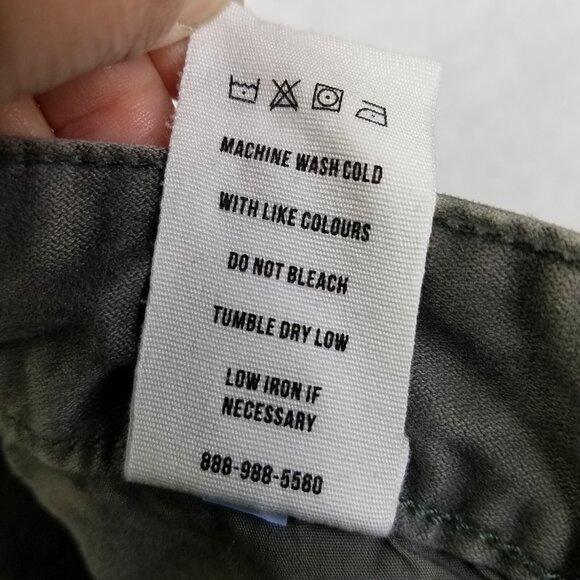 MACHINE WASH COLD
WITH LIKE COLOURS
DO NOT BLEACH
TUMBLE DRY LOW
LOW IRON IF
NECESSARY
888-988-5580